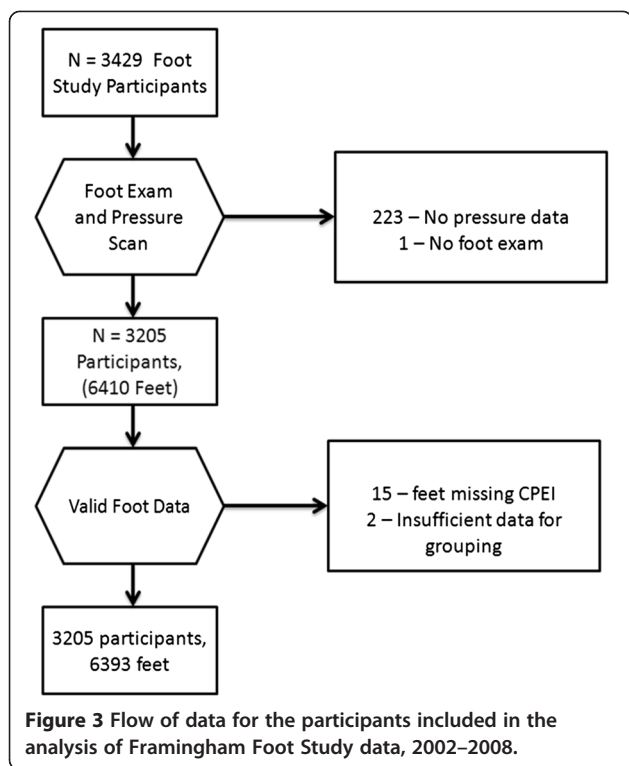 N = 3429 Foot
Study Participants
Foot Exam
and Pressure
Scan
223 – No pressure data
1 – No foot exam
N = 3205
Participants,
(6410 Feet)
Valid Foot Data
15 – feet missing CPEI
2 – Insufficient data for
grouping
3205 participants,
6393 feet
Figure 3 Flow of data for the participants included in the
analysis of Framingham Foot Study data, 2002–2008.